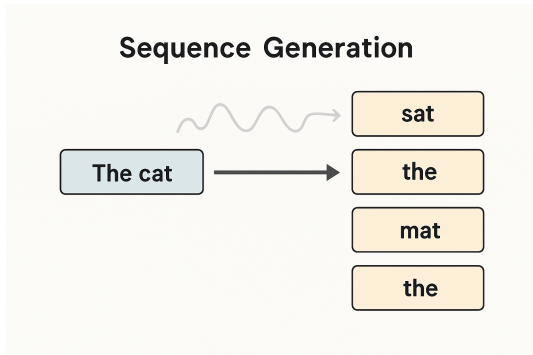 Sequence Generation
The cat
sat
the
mat
the